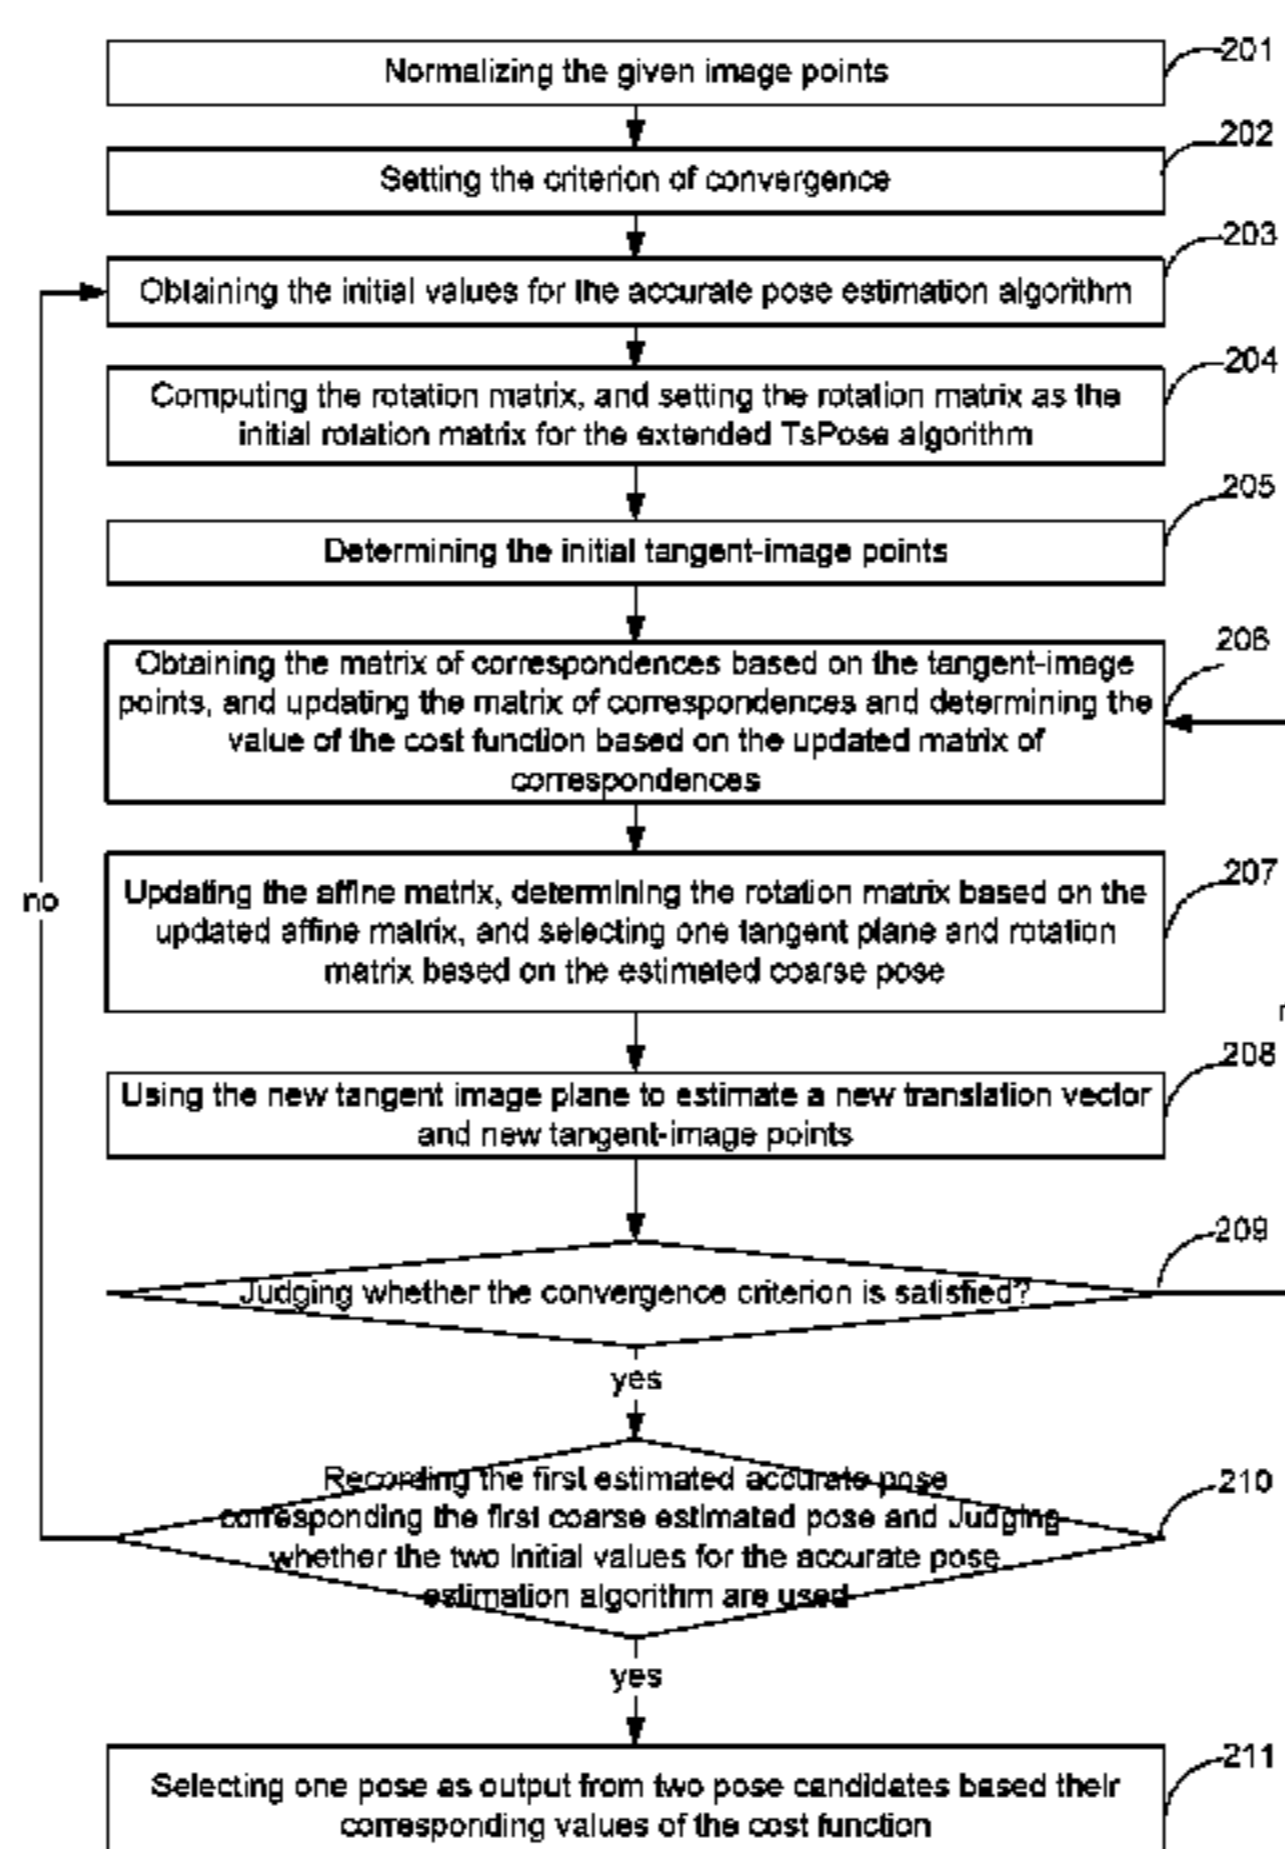 Normalizing the given image points
201
Setting the criterion of convergence
202
Obtaining the initial values for the accurate pose estimation algorithm
203
Computing the rotation matrix, and setting the rotation matrix as the
initial rotation matrix for the extended TsPose algorithm
204
Determining the initial tangent-image points
205
Obtaining the matrix of correspondences based on the tangent-image
points, and updating the matrix of correspondences and determining the
value of the cost function based on the updated matrix of
correspondences
206
Updating the affine matrix, determining the rotation matrix based on the
updated affine matrix, and selecting one tangent plane and rotation
matrix based on the estimated coarse pose
207
no
Using the new tangent image plane to estimate a new translation vector
and new tangent-image points
208
Judging whether the convergence criterion is satisfied?
209
yes
Recording the first estimated accurate pose
corresponding the first coarse estimated pose and Judging
whether the two Initial values for the accurate pose
estimation algorithm are used
210
yes
Selecting one pose as output from two pose candidates based their
corresponding values of the cost function
211